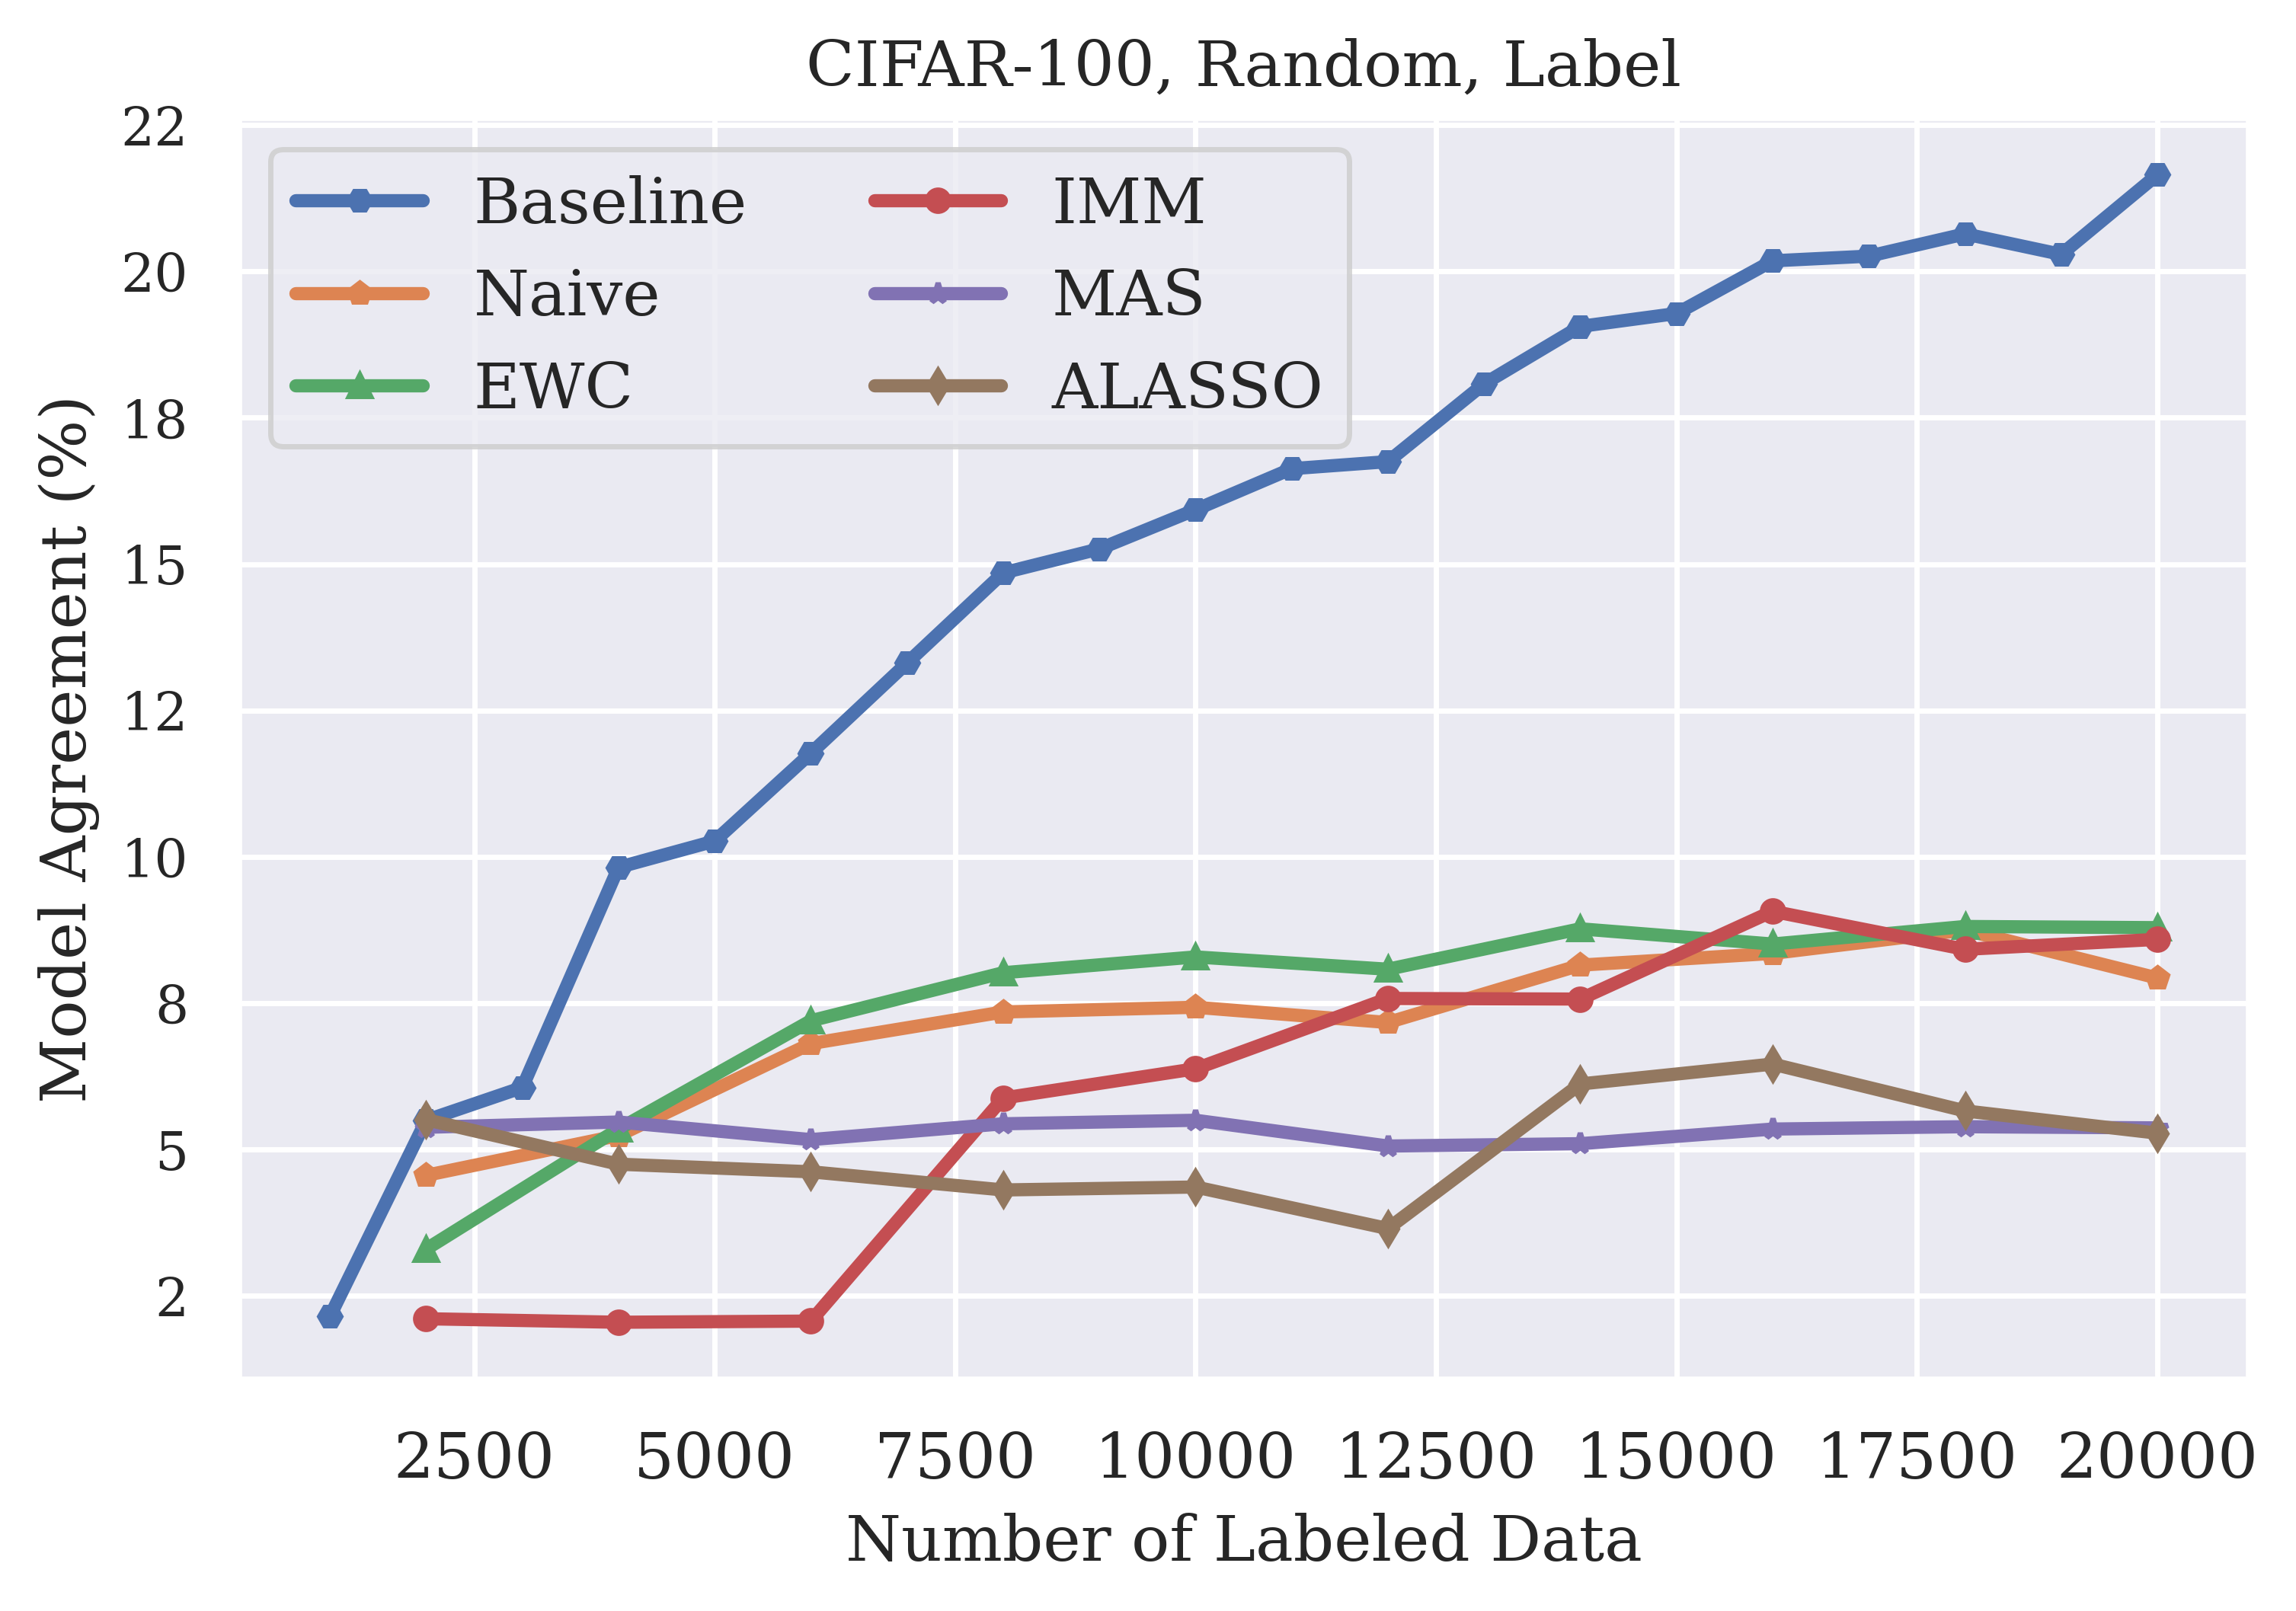 CIFAR-100, Random, Label
22
20
18
15
12
10
8
5
2
Model Agreement (%)
Baseline
Naive
EWC
IMM
MAS
ALASSO
2500 5000 7500 10000 12500 15000 17500 20000
Number of Labeled Data